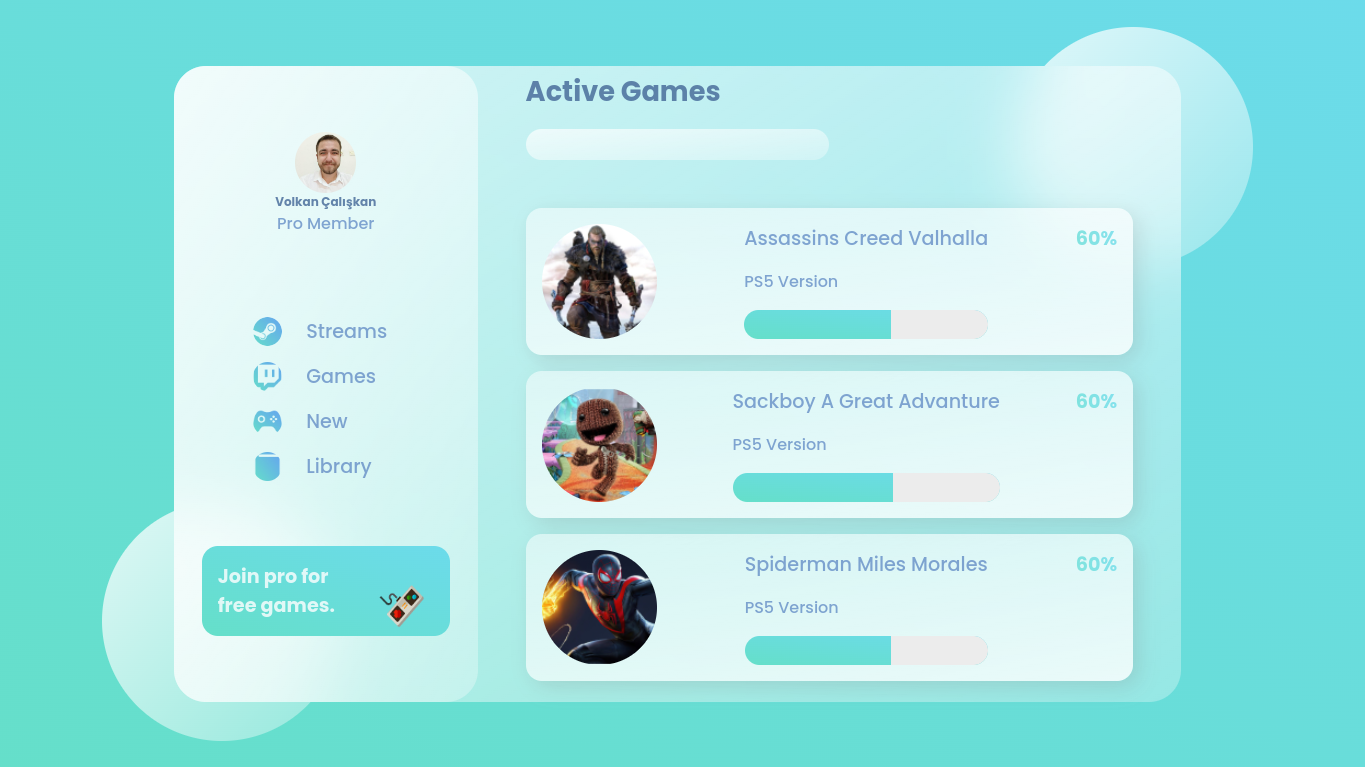 Volkan Çalışkan
Pro Member
Streams
Games
New
Library
Join pro for
free games.
Active Games
Assassins Creed Valhalla
60%
PS5 Version
Sackboy A Great Advanture
60%
PS5 Version
Spiderman Miles Morales
60%
PS5 Version